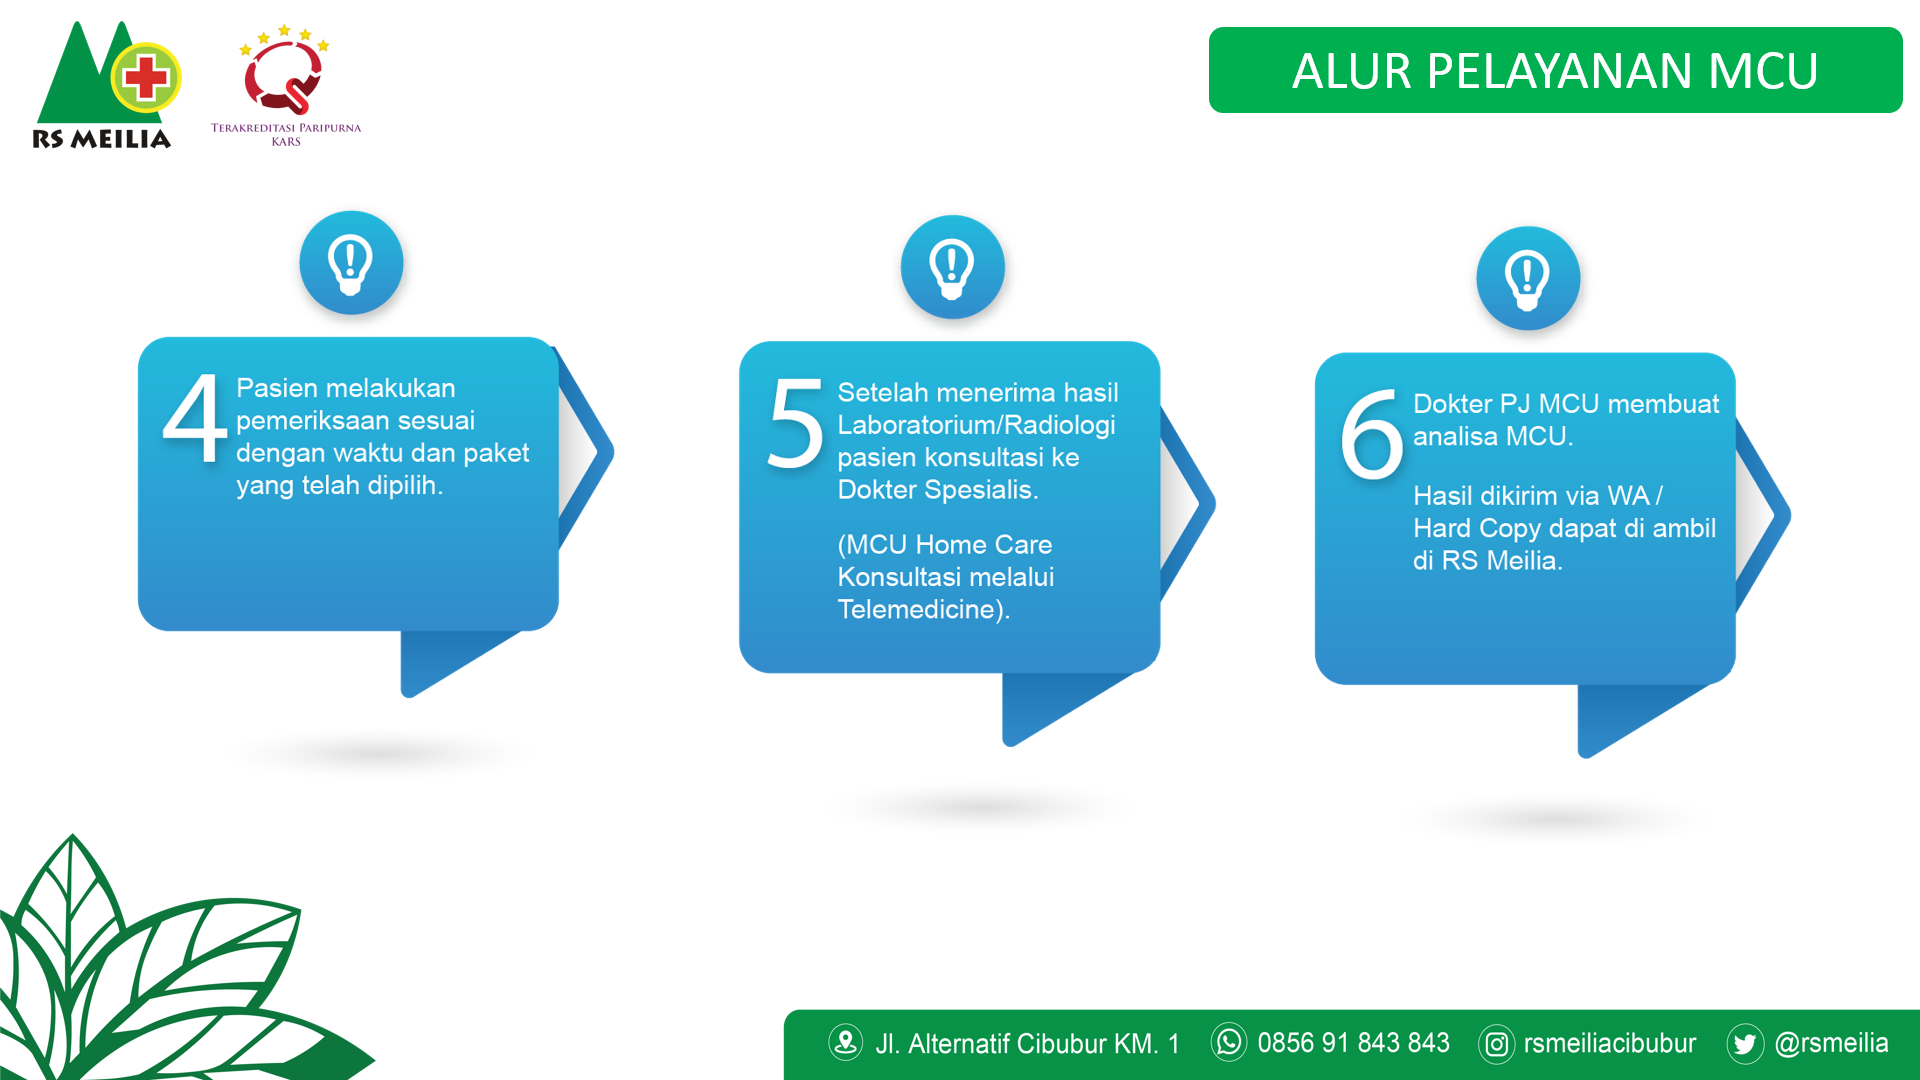 RS MEILIA
TERAKREDITASI PARIPURNA
KARS
ALUR PELAYANAN MCU
4
Pasien melakukan
pemeriksaan sesuai
dengan waktu dan paket
yang telah dipilih.
5
Setelah menerima hasil
Laboratorium/Radiologi
pasien konsultasi ke
Dokter Spesialis.
(MCU Home Care
Konsultasi melalui
Telemedicine).
6
Dokter PJ MCU membuat
analisa MCU.
Hasil dikirim via WA /
Hard Copy dapat di ambil
di RS Meilia.
Jl. Alternatif Cibubur KM. 1
0856 91 843 843
rsmeiliacibubur
@rsmeilia